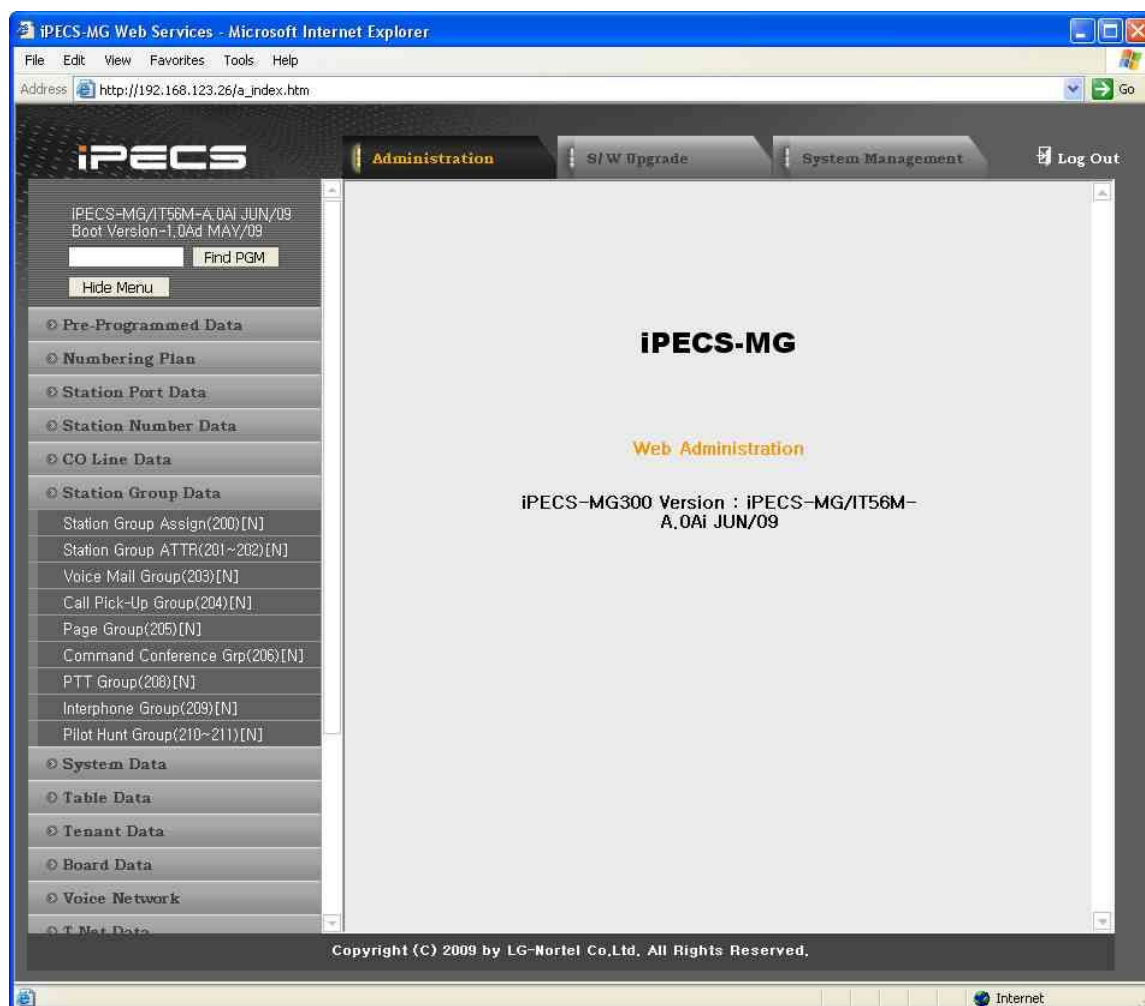 iPECS-MG Web Services - Microsoft Internet Explorer
File Edit View Favorites Tools Help
Address http://192.168.123.26/a_index.htm Go
iPECS
Administration
S/W Upgrade
System Management
Log Out
iPECS-MG/IT56M-A.0Ai JUN/09
Boot Version-1.0Ad MAY/09
Find PGM
Hide Menu
Pre-Programmed Data
Numbering Plan
Station Port Data
Station Number Data
CO Line Data
Station Group Data
Station Group Assign(200)[N]
Station Group ATTR(201~202)[N]
Voice Mail Group(203)[N]
Call Pick-Up Group(204)[N]
Page Group(205)[N]
Command Conference Grp(206)[N]
PTT Group(208)[N]
Interphone Group(209)[N]
Pilot Hunt Group(210~211)[N]
System Data
Table Data
Tenant Data
Board Data
Voice Network
T-Net Data
iPECS-MG
Web Administration
iPECS-MG300 Version : iPECS-MG/IT56M-
A.0Ai JUN/09
Copyright (C) 2009 by LG-Nortel Co,Ltd. All Rights Reserved.
Internet